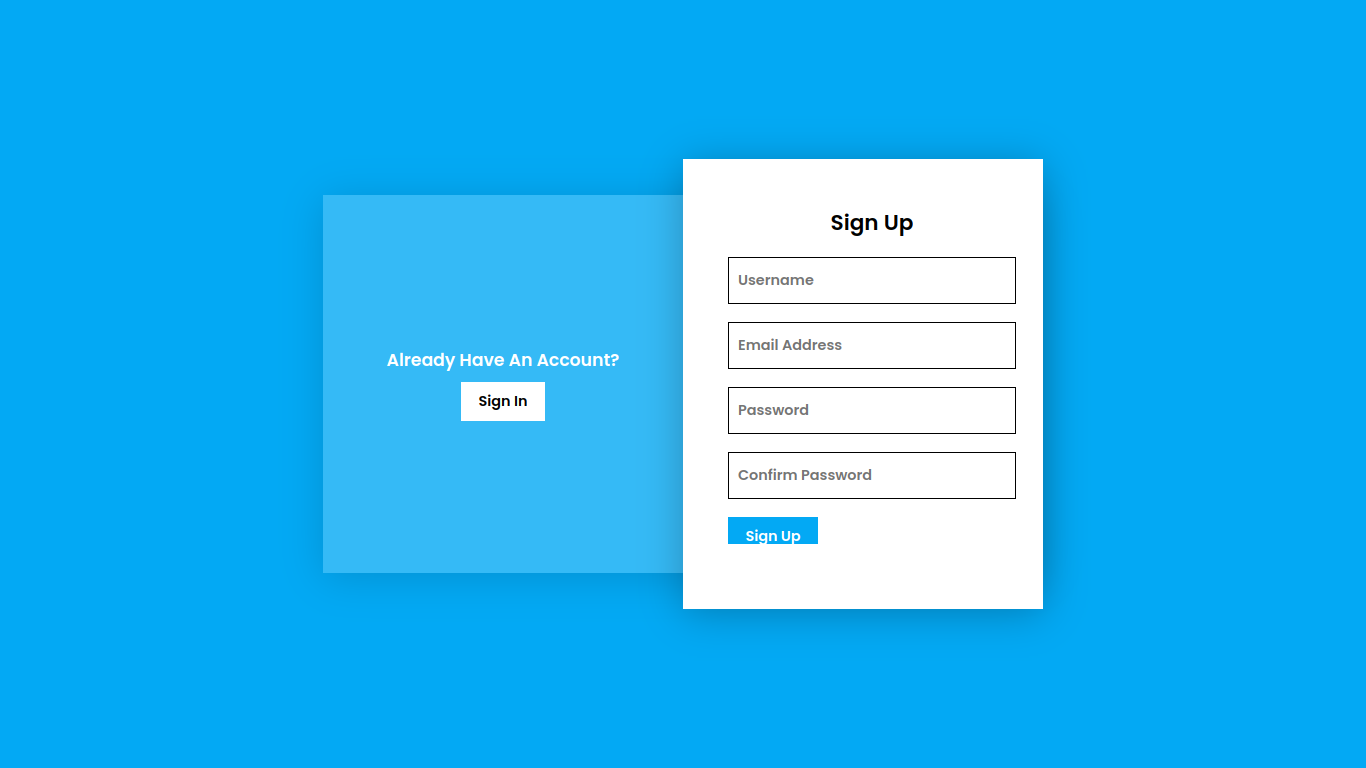 Already Have An Account?
Sign In
Sign Up
Username
Email Address
Password
Confirm Password
Sign Up